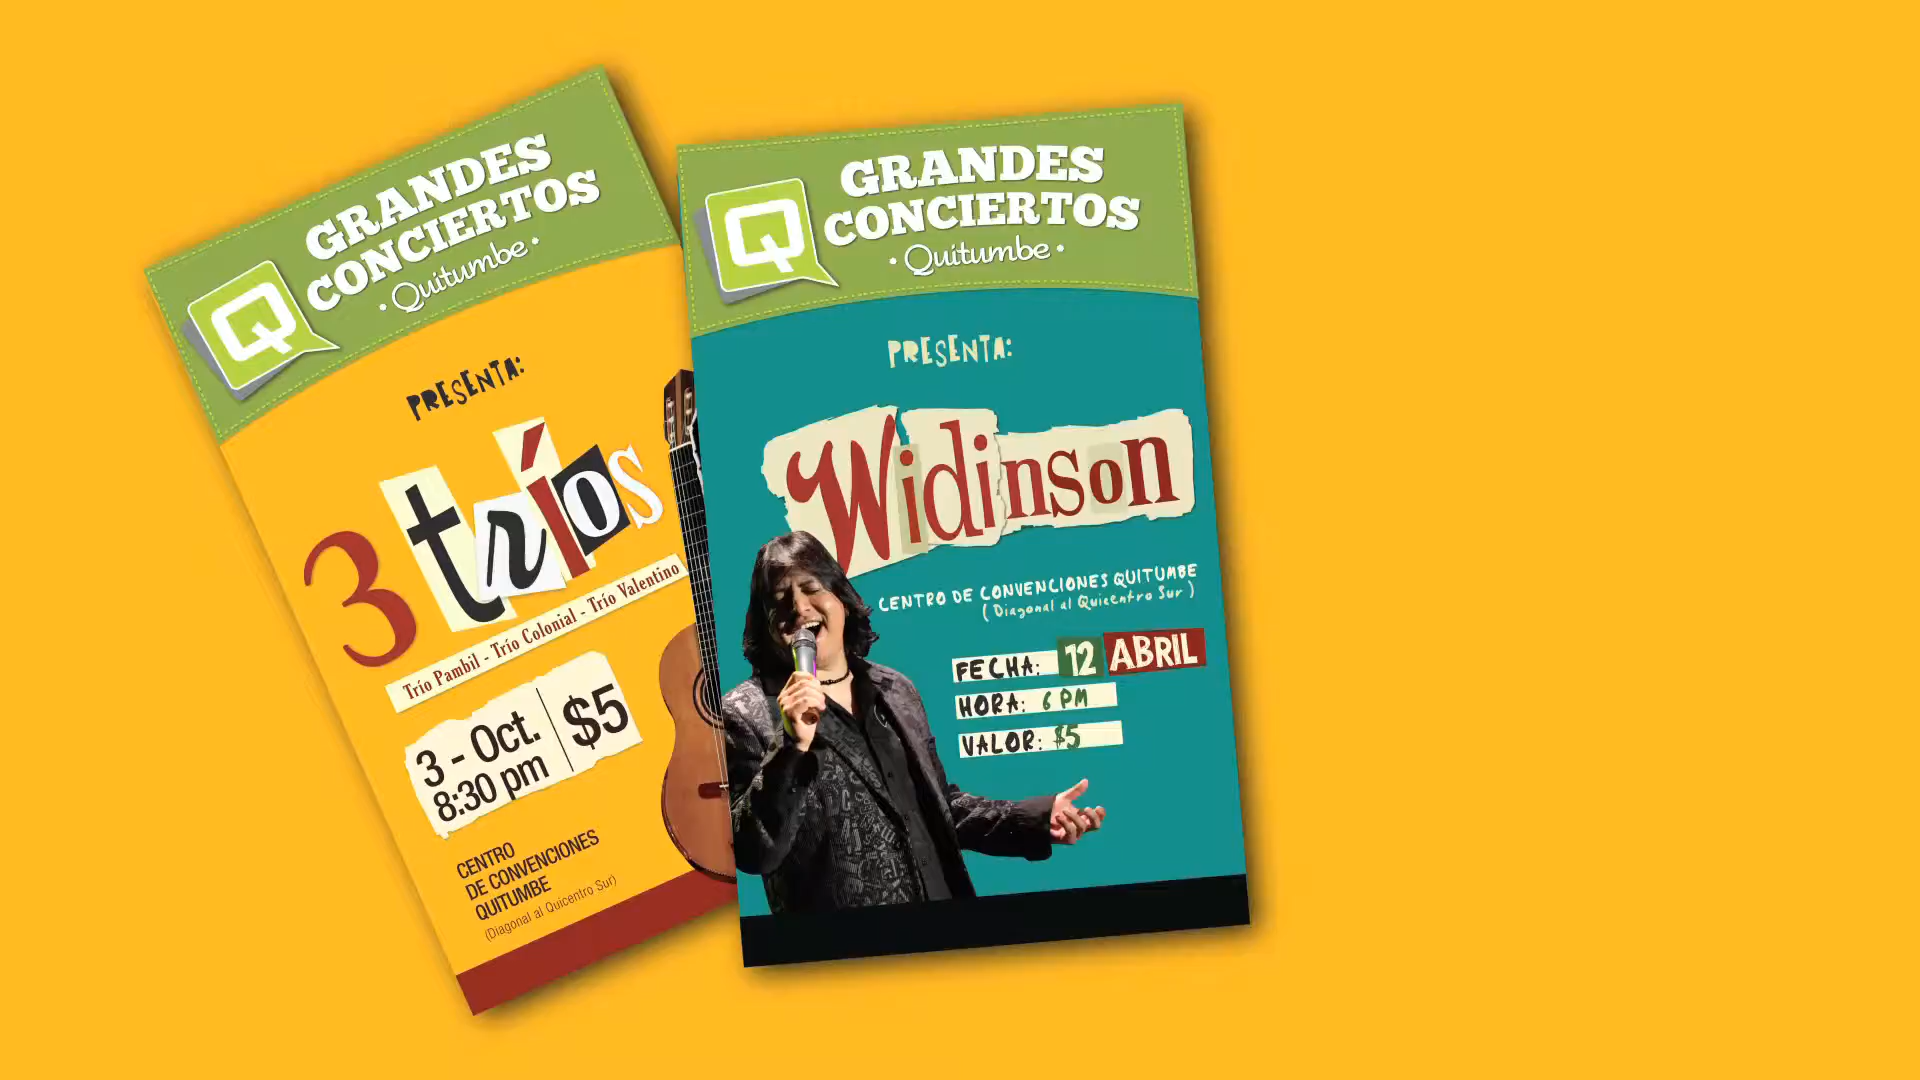 GRANDES
CONCIERTOS
• Quitumbe •
Q
PRESENTA:
3 tríos
Trío Pambil - Trío Colonial - Trío Valentino
3 - Oct.
8:30 pm
$5
CENTRO
DE CONVENCIONES
QUITUMBE
(Diagonal al Quicentro Sur)
GRANDES
CONCIERTOS
• Quitumbe •
Q
PRESENTA:
Widinson
CENTRO DE CONVENCIONES QUITUMBE
(Diagonal al Quicentro Sur)
FECHA: 12 ABRIL
HORA: 6 PM
VALOR: $5